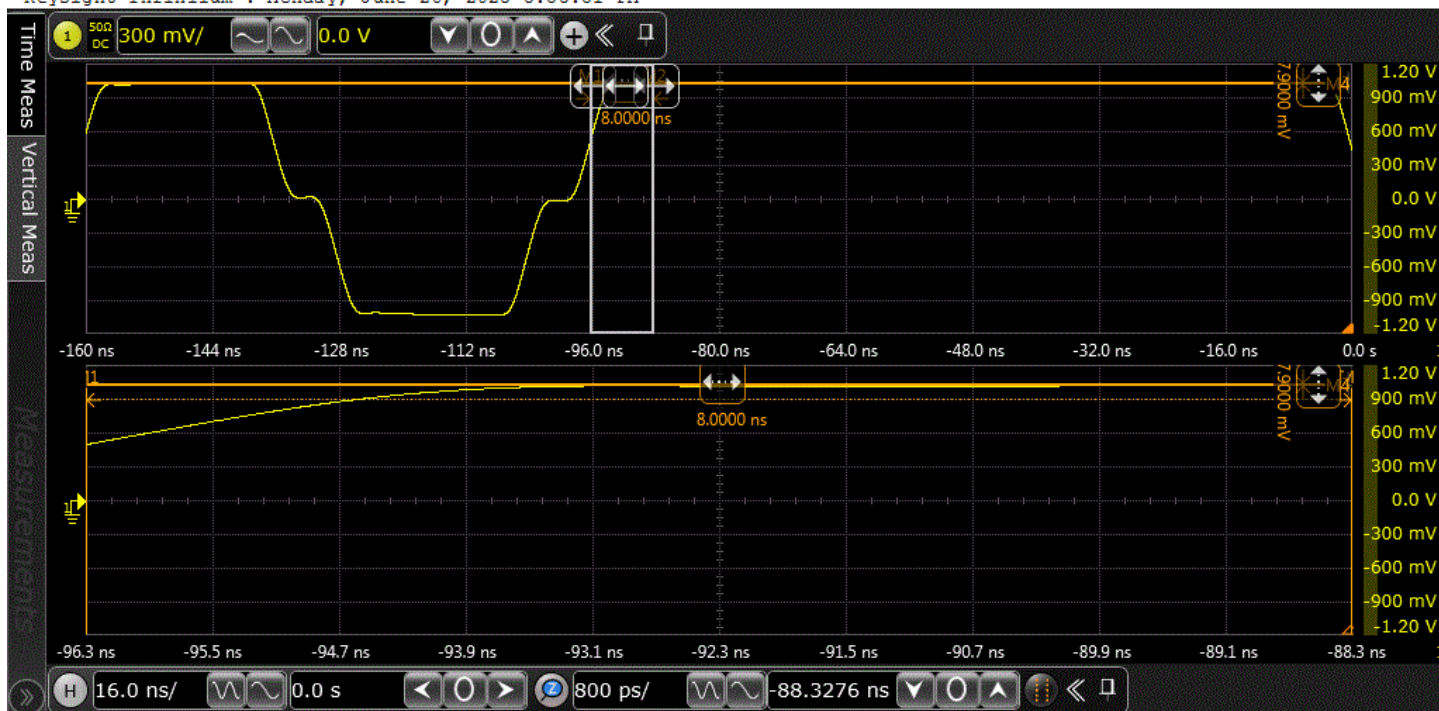 1 50Ω DC 300 mV/ 0.0 V
Time Meas
Vertical Meas
Measurements
8.0000 ns
7.9000 mV
M4
1.20 V
900 mV
600 mV
300 mV
0.0 V
-300 mV
-600 mV
-900 mV
-1.20 V
-160 ns -144 ns -128 ns -112 ns -96.0 ns -80.0 ns -64.0 ns -48.0 ns -32.0 ns -16.0 ns 0.0 s
8.0000 ns
7.9000 mV
1.20 V
900 mV
600 mV
300 mV
0.0 V
-300 mV
-600 mV
-900 mV
-1.20 V
-96.3 ns -95.5 ns -94.7 ns -93.9 ns -93.1 ns -92.3 ns -91.5 ns -90.7 ns -89.9 ns -89.1 ns -88.3 ns
H 16.0 ns/ 0.0 s Z 800 ps/ -88.3276 ns